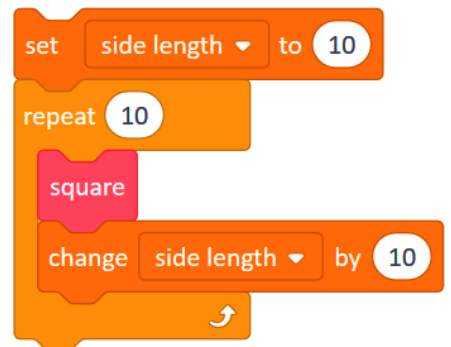 set side length to 10
repeat 10
square
change side length by 10